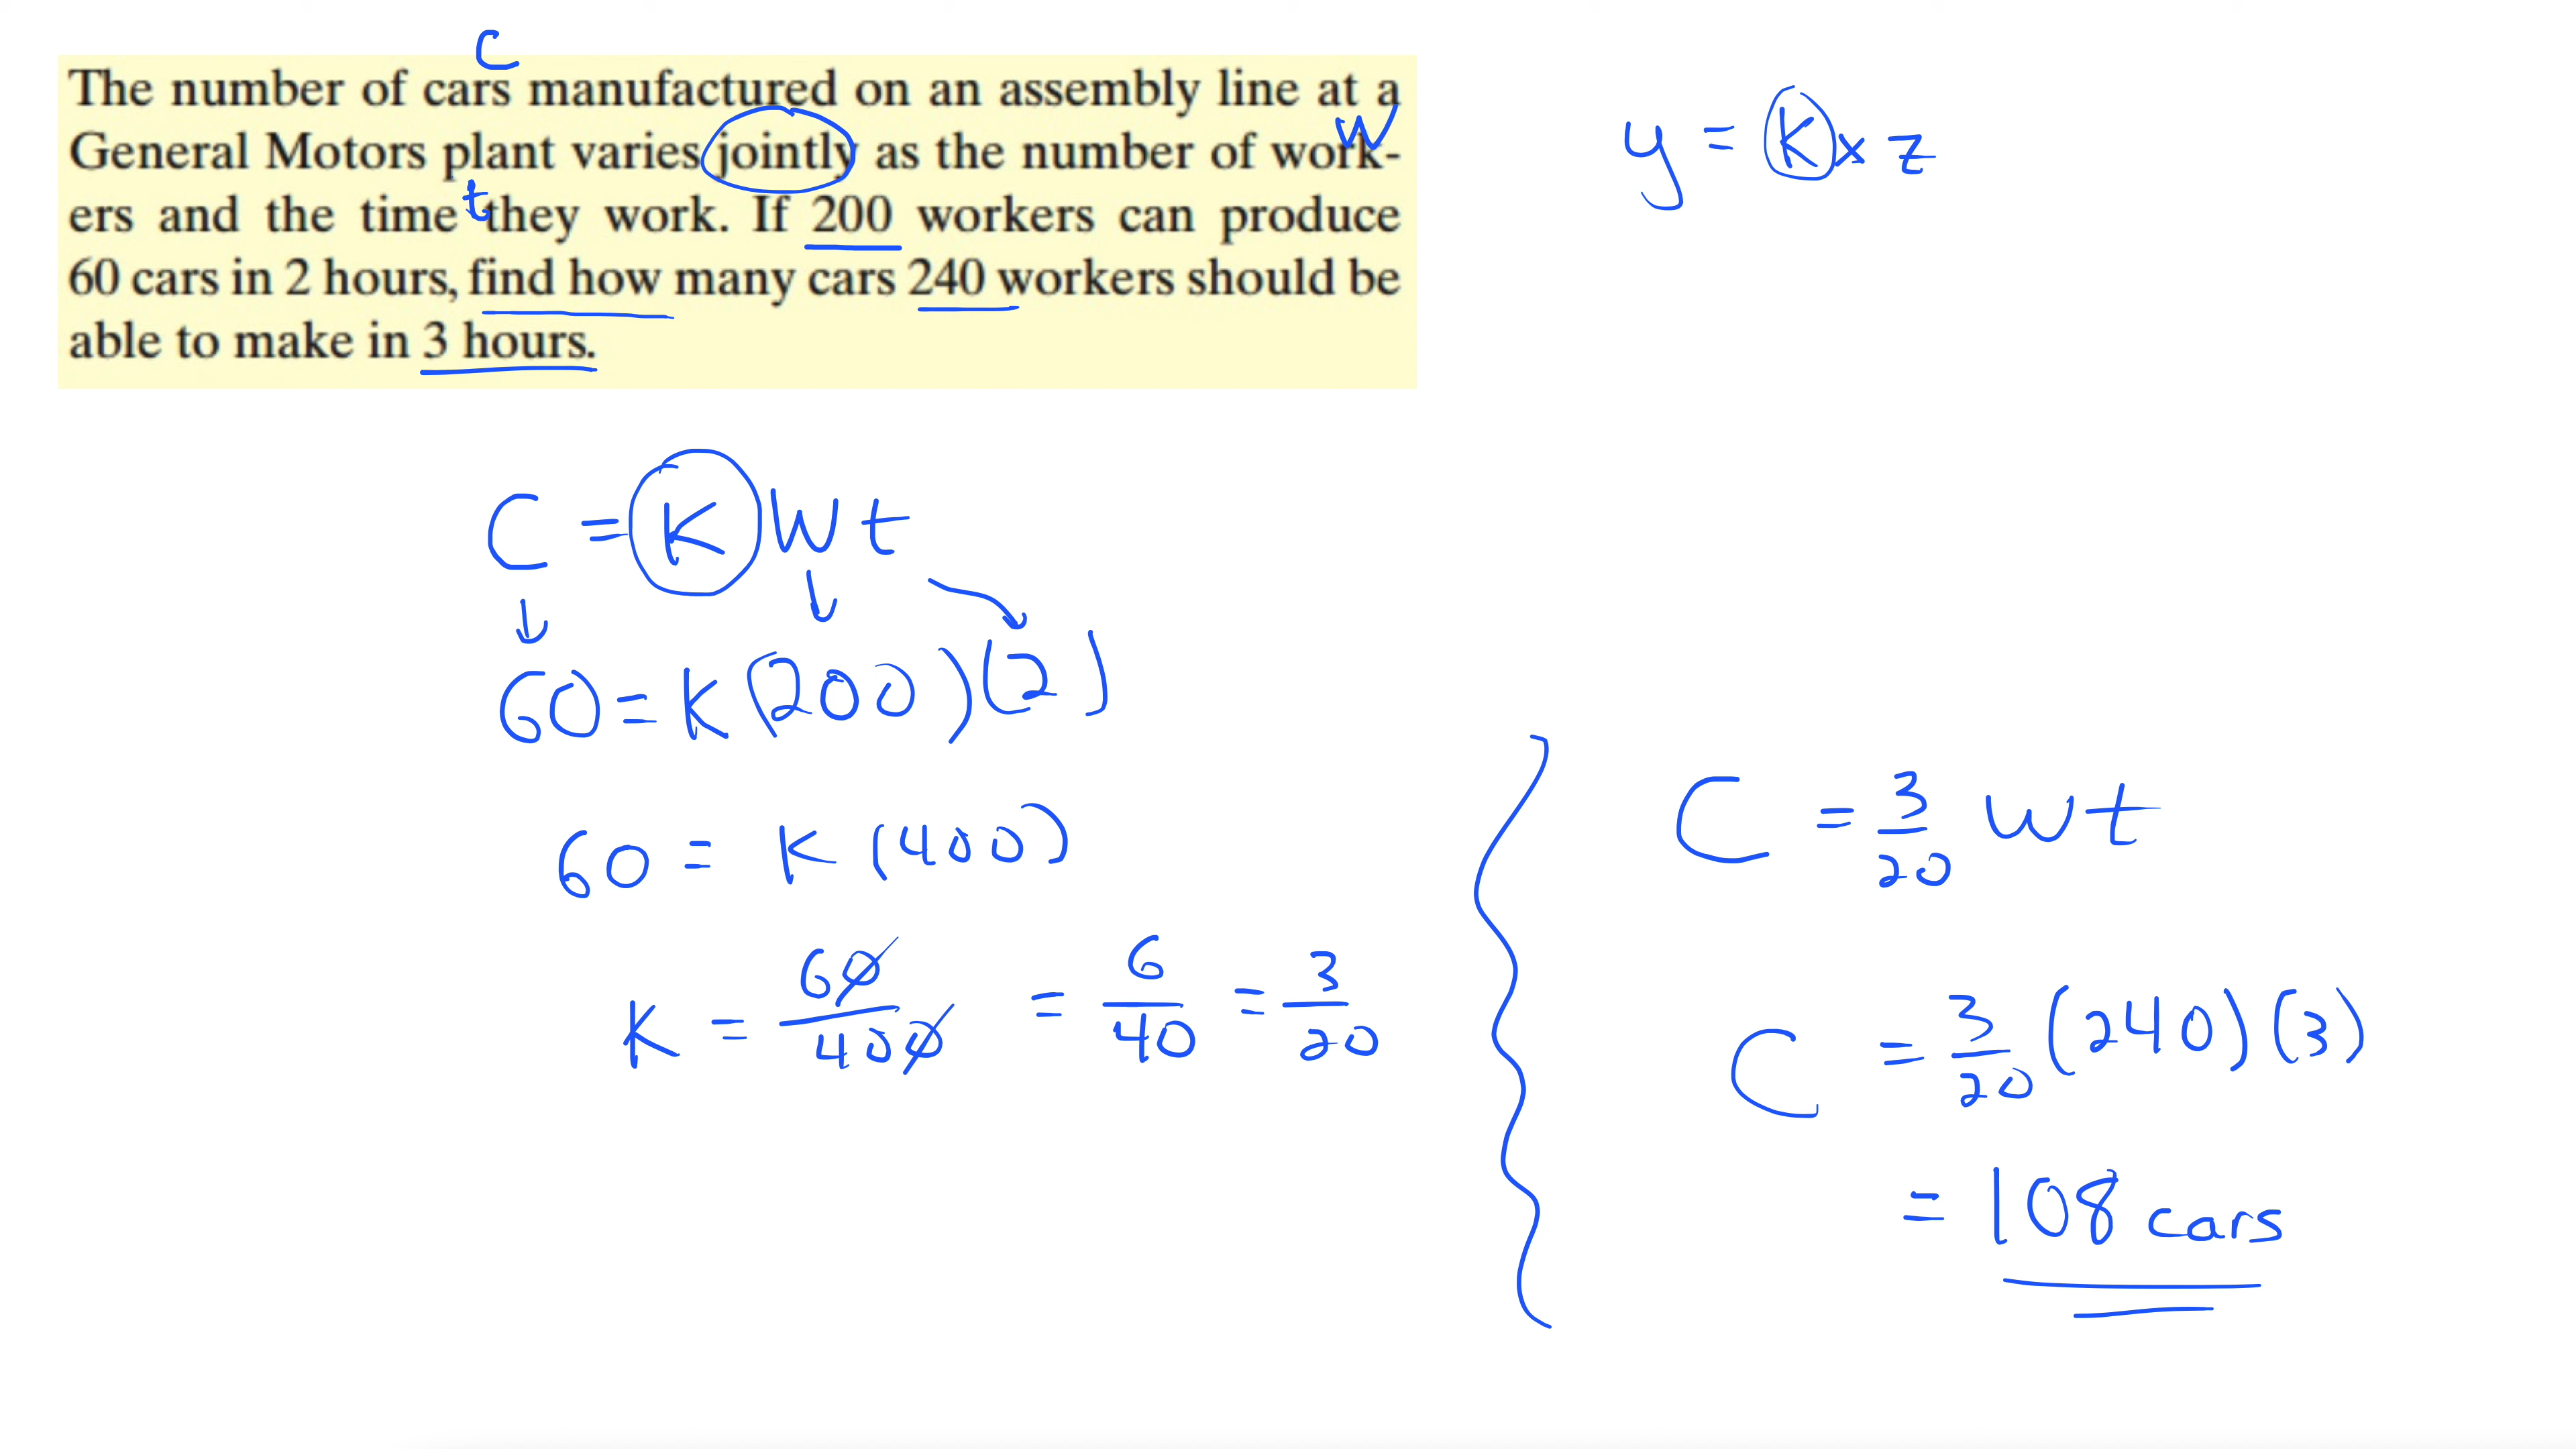 C
The number of cars manufactured on an assembly line at a
W
General Motors plant varies jointly as the number of work-
t
ers and the time they work. If 200 workers can produce
60 cars in 2 hours, find how many cars 240 workers should be
able to make in 3 hours.
y = K x z
C = K W t
60 = K (200) (2)
60 = K (400)
K = 60/400 = 6/40 = 3/20
C = 3/20 W t
C = 3/20 (240) (3)
= 108 cars